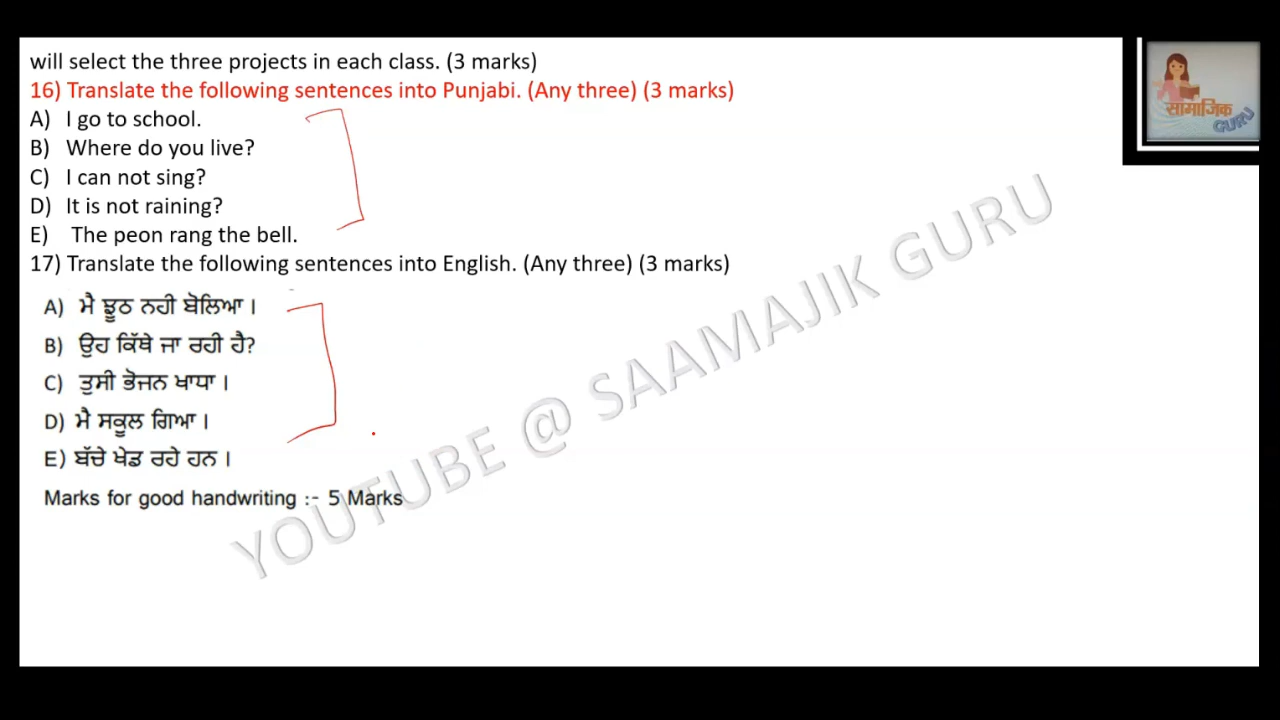 will select the three projects in each class. (3 marks)
16) Translate the following sentences into Punjabi. (Any three) (3 marks)
A) I go to school.
B) Where do you live?
C) I can not sing?
D) It is not raining?
E) The peon rang the bell.
17) Translate the following sentences into English. (Any three) (3 marks)
A) ਮੈ ਝੂਠ ਨਹੀ ਬੋਲਿਆ ।
B) ਉਹ ਕਿੱਥੇ ਜਾ ਰਹੀ ਹੈ?
C) ਤੁਸੀ ਭੋਜਨ ਖਾਧਾ ।
D) ਮੈ ਸਕੂਲ ਗਿਆ ।
E) ਬੱਚੇ ਖੇਡ ਰਹੇ ਹਨ ।
Marks for good handwriting :- 5 Marks
YOUTUBE @ SAAMAJIK GURU
सामाजिक
GURU